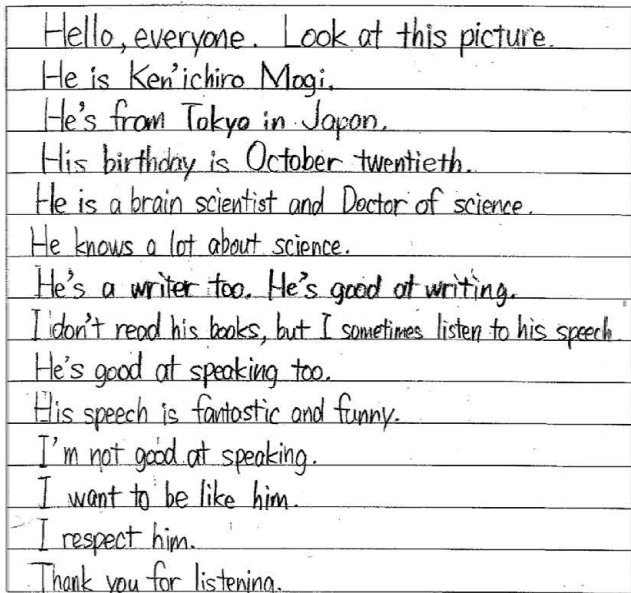 Hello, everyone. Look at this picture.
He is Ken'ichiro Mogi.
He's from Tokyo in Japan.
His birthday is October twentieth.
He is a brain scientist and Doctor of science.
He knows a lot about science.
He's a writer too. He's good at writing.
I don't read his books, but I sometimes listen to his speech.
He's good at speaking too.
His speech is fantastic and funny.
I'm not good at speaking.
I want to be like him.
I respect him.
Thank you for listening.